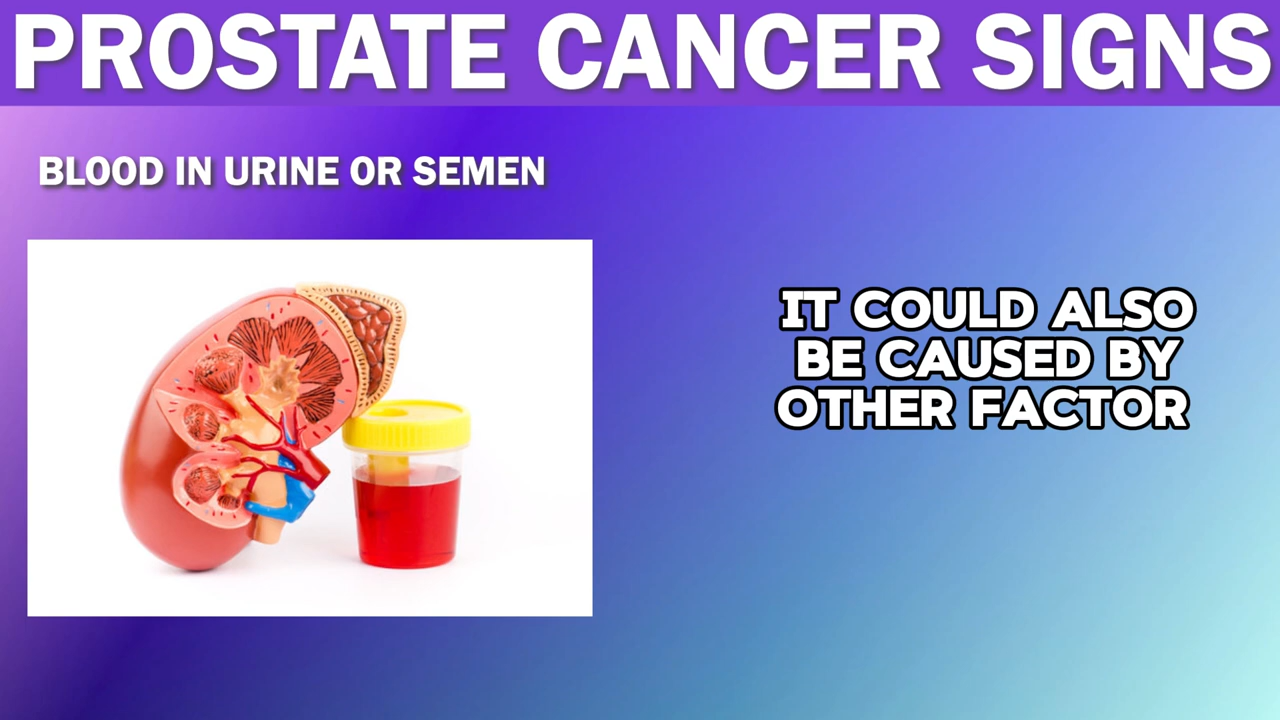 PROSTATE CANCER SIGNS
BLOOD IN URINE OR SEMEN
IT COULD ALSO
BE CAUSED BY
OTHER FACTOR